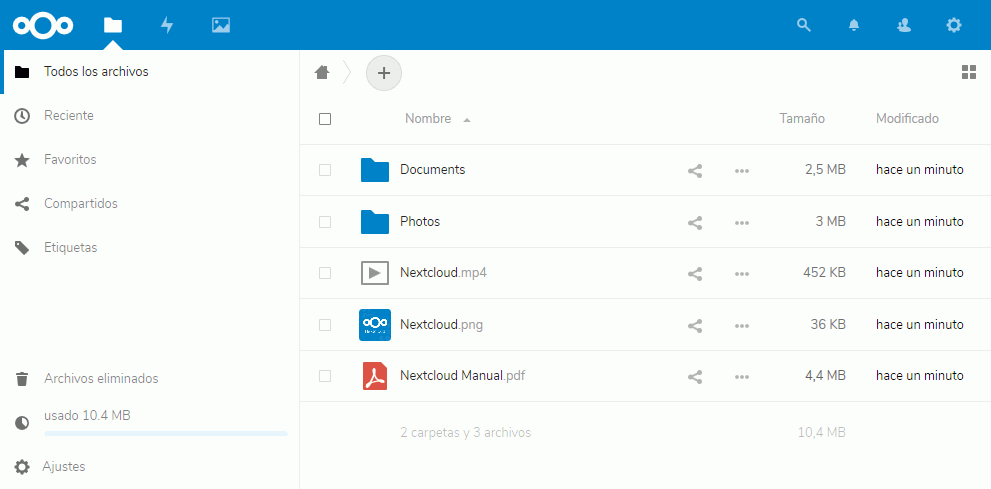 Todos los archivos
Reciente
Favoritos
Compartidos
Etiquetas
Archivos eliminados
usado 10.4 MB
Ajustes
Nombre Tamaño Modificado
Documents 2,5 MB hace un minuto
Photos 3 MB hace un minuto
Nextcloud.mp4 452 KB hace un minuto
Nextcloud.png 36 KB hace un minuto
Nextcloud Manual.pdf 4,4 MB hace un minuto
2 carpetas y 3 archivos 10,4 MB